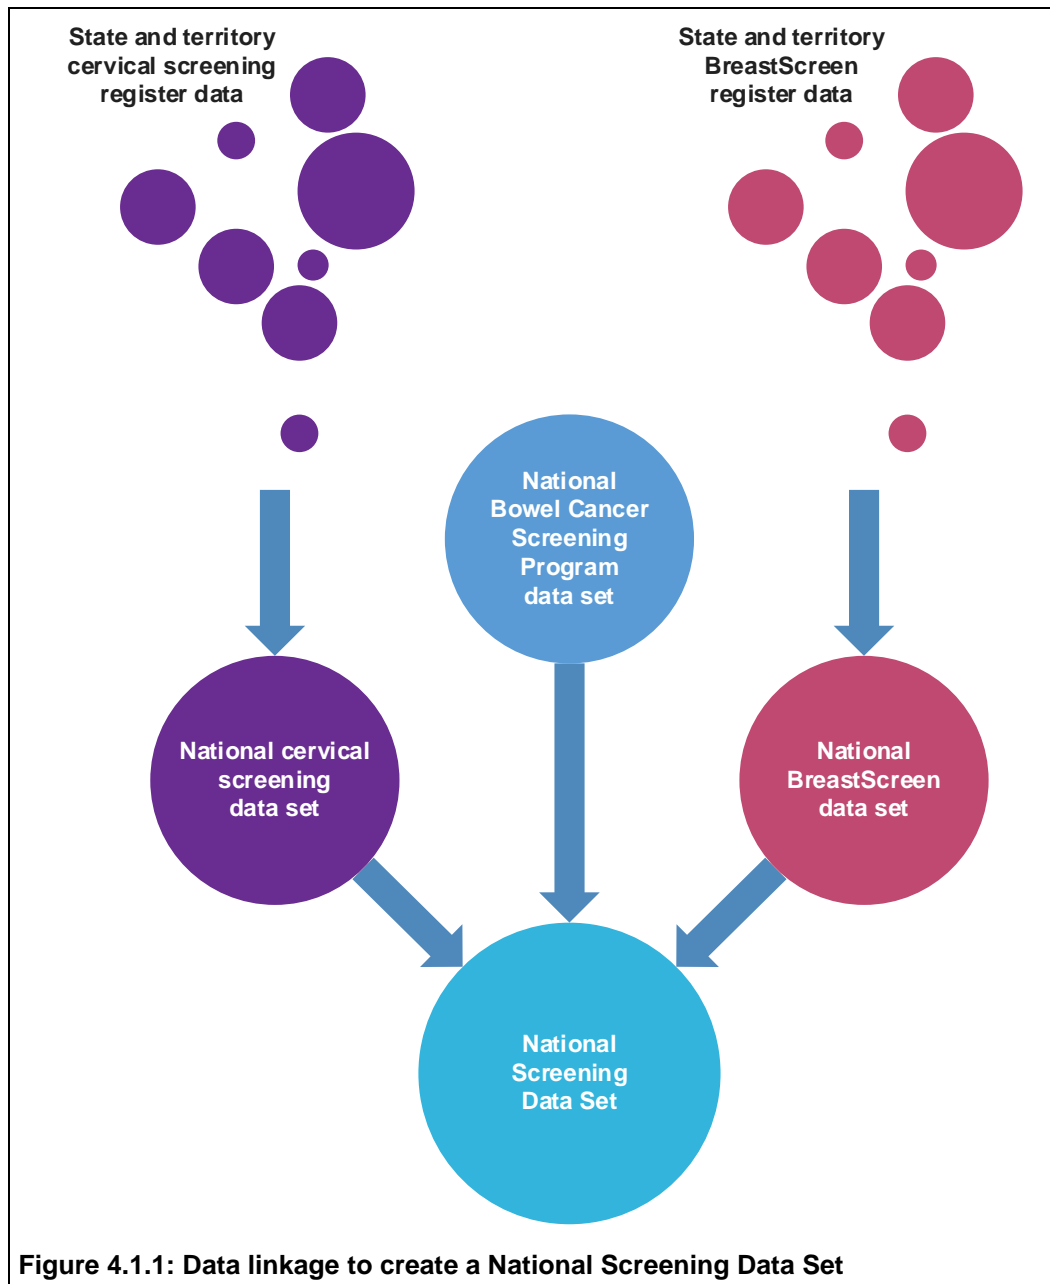 State and territory
cervical screening
register data
State and territory
BreastScreen
register data
National
Bowel Cancer
Screening
Program
data set
National cervical
screening
data set
National
BreastScreen
data set
National
Screening
Data Set
Figure 4.1.1: Data linkage to create a National Screening Data Set